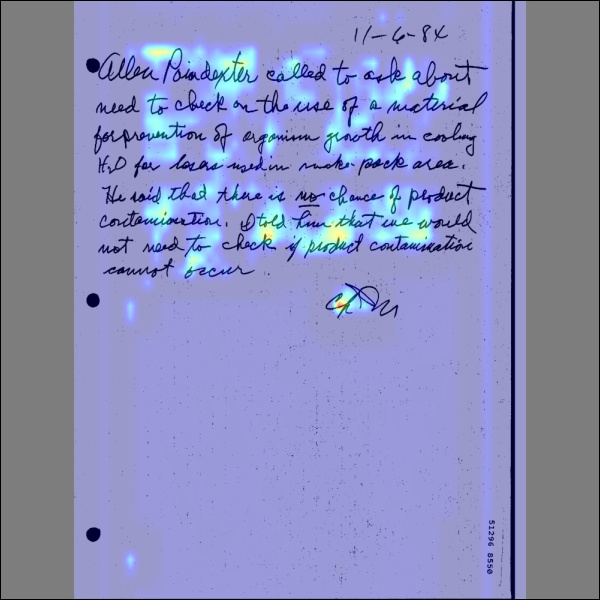 11-6-84
Allen Poindexter called to ask about
need to check on the use of a material
for prevention of organism growth in cooling
H2O for lasers used in make-pack area.
He said that there is no chance of product
contamination. I told him that we would
not need to check if product contamination
cannot occur
51296 8550